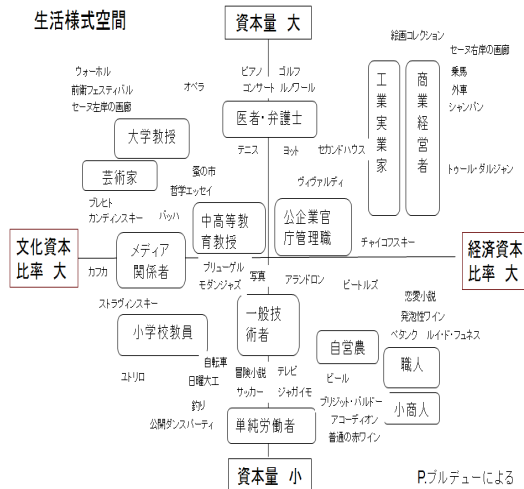 生活様式空間
資本量 大
絵画コレクション
セーヌ右岸の画廊
ウォーホル
前衛フェスティバル
セーヌ左岸の画廊
オペラ
ピアノ ゴルフ
コンサート ルノワール
工業実業家
商業経営者
乗馬
外車
シャンパン
医者・弁護士
大学教授
テニス ヨット セカンドハウス
トゥール・ダルジャン
芸術家
蚤の市
哲学エッセイ
ヴィヴァルディ
ブレヒト
カンディンスキー バッハ
中高等教
育教授
公企業官
庁管理職
チャイコフスキー
文化資本
比率 大
カフカ
メディア
関係者
ブリューゲル
モダンジャズ
写真
アランドロン
ビートルズ
経済資本
比率 大
恋愛小説
発泡性ワイン
ペタンク ルイ・ド・フュネス
ストラヴィンスキー
一般技
術者
小学校教員
自営農
職人
自転車
ユトリロ
日曜大工
冒険小説 テレビ
サッカー ジャガイモ
ビール
ブリジット・バルドー
小商人
釣り
公開ダンスパーティ
単純労働者
アコーディオン
普通の赤ワイン
資本量 小
P.ブルデューによる